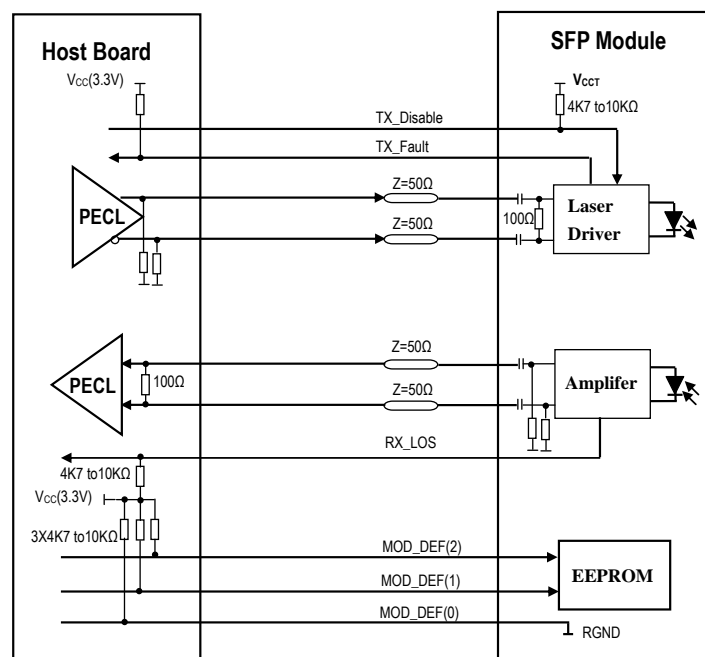 Host Board
SFP Module
VCC(3.3V)
VCCT
4K7 to10KΩ
TX_Disable
TX_Fault
PECL
Z=50Ω
Z=50Ω
100Ω
Laser
Driver
PECL
100Ω
Z=50Ω
Z=50Ω
Amplifer
RX_LOS
4K7 to10KΩ
VCC(3.3V)
3X4K7 to10KΩ
MOD_DEF(2)
MOD_DEF(1)
EEPROM
MOD_DEF(0)
RGND